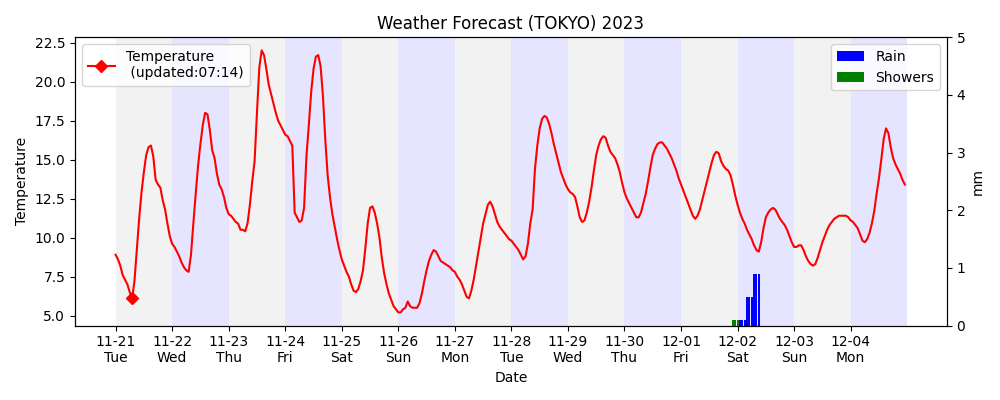 Weather Forecast (TOKYO) 2023
Temperature
(updated:07:14)
Rain
Showers
22.5
20.0
17.5
15.0
12.5
10.0
7.5
5.0
Temperature
5
4
3
2
1
0
mm
11-21 11-22 11-23 11-24 11-25 11-26 11-27 11-28 11-29 11-30 12-01 12-02 12-03 12-04
Tue Wed Thu Fri Sat Sun Mon Tue Wed Thu Fri Sat Sun Mon
Date